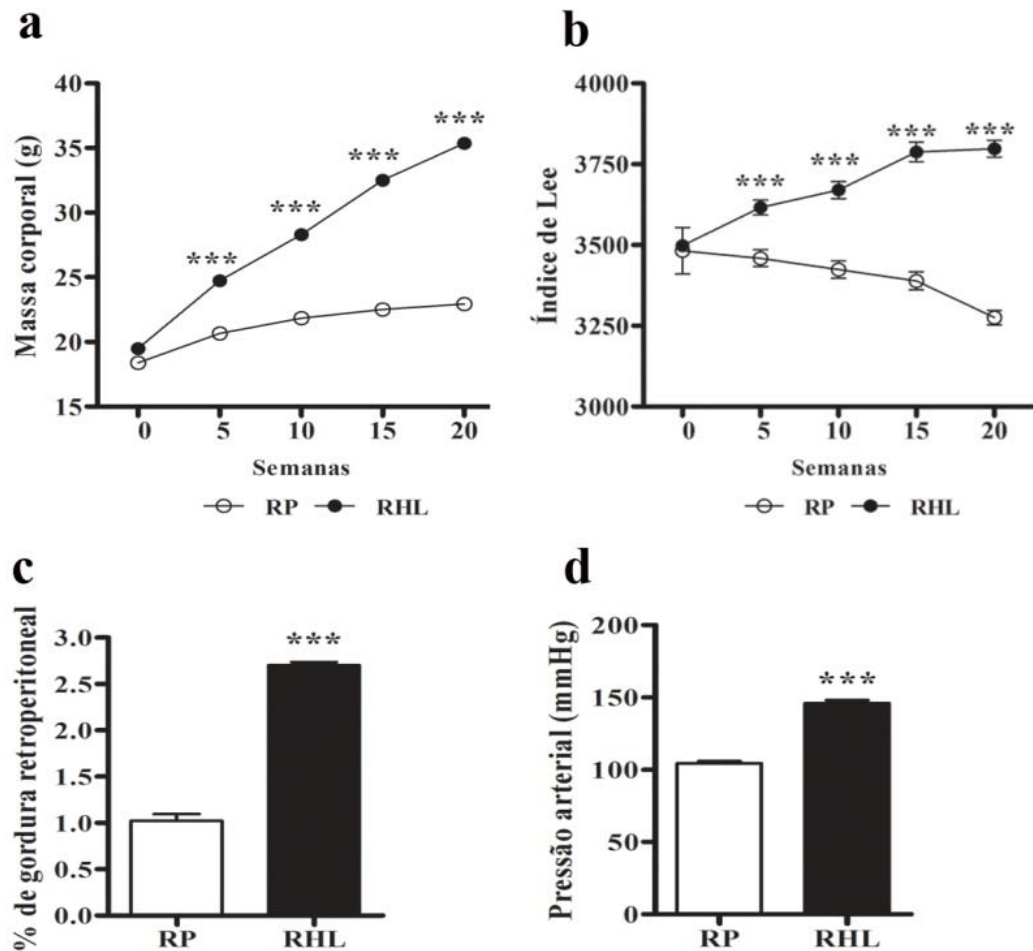 a
Massa corporal (g)
40
35
30
25
20
15
***
***
***
***
0 5 10 15 20
Semanas
RP RHL
b
Índice de Lee
4000
3750
3500
3250
3000
***
***
***
***
0 5 10 15 20
Semanas
RP RHL
c
% de gordura retroperitoneal
3.0
2.5
2.0
1.5
1.0
0.5
0.0
***
RP RHL
d
Pressão arterial (mmHg)
200
150
100
50
0
***
RP RHL